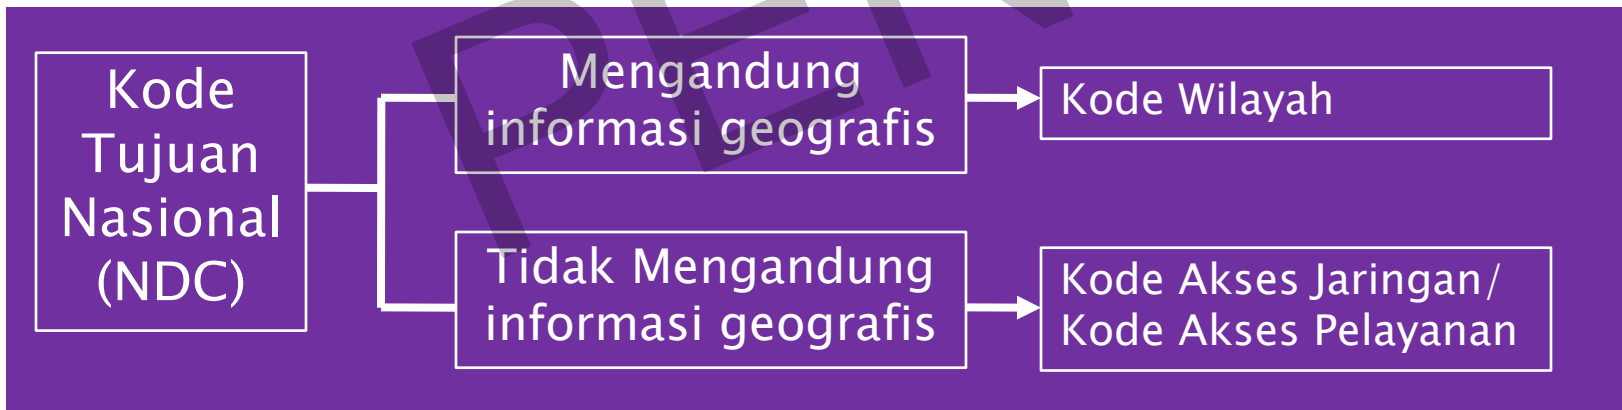 Kode
Tujuan
Nasional
(NDC)
Mengandung
informasi geografis
Kode Wilayah
Tidak Mengandung
informasi geografis
Kode Akses Jaringan/
Kode Akses Pelayanan
PEN